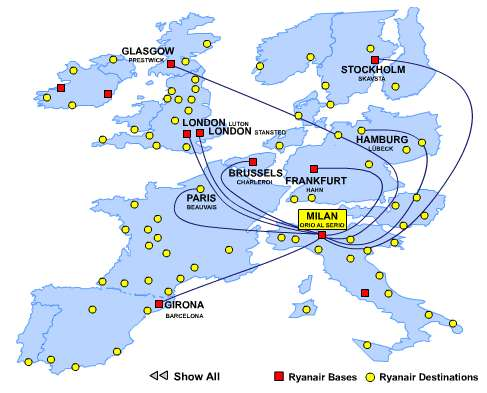 GLASGOW
PRESTWICK
STOCKHOLM
SKAVSTA
LONDON LUTON
LONDON STANSTED
HAMBURG
LÜBECK
BRUSSELS
CHARLEROI
FRANKFURT
HAHN
PARIS
BEAUVAIS
MILAN
ORIO AL SERIO
GIRONA
BARCELONA
Show All
Ryanair Bases
Ryanair Destinations